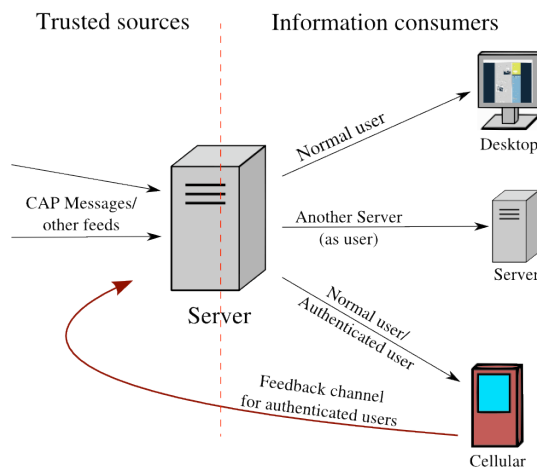 Trusted sources
Information consumers
Desktop
Normal user
CAP Messages/
other feeds
Another Server
(as user)
Server
Server
Normal user/
Authenticated user
Feedback channel
for authenticated users
Cellular